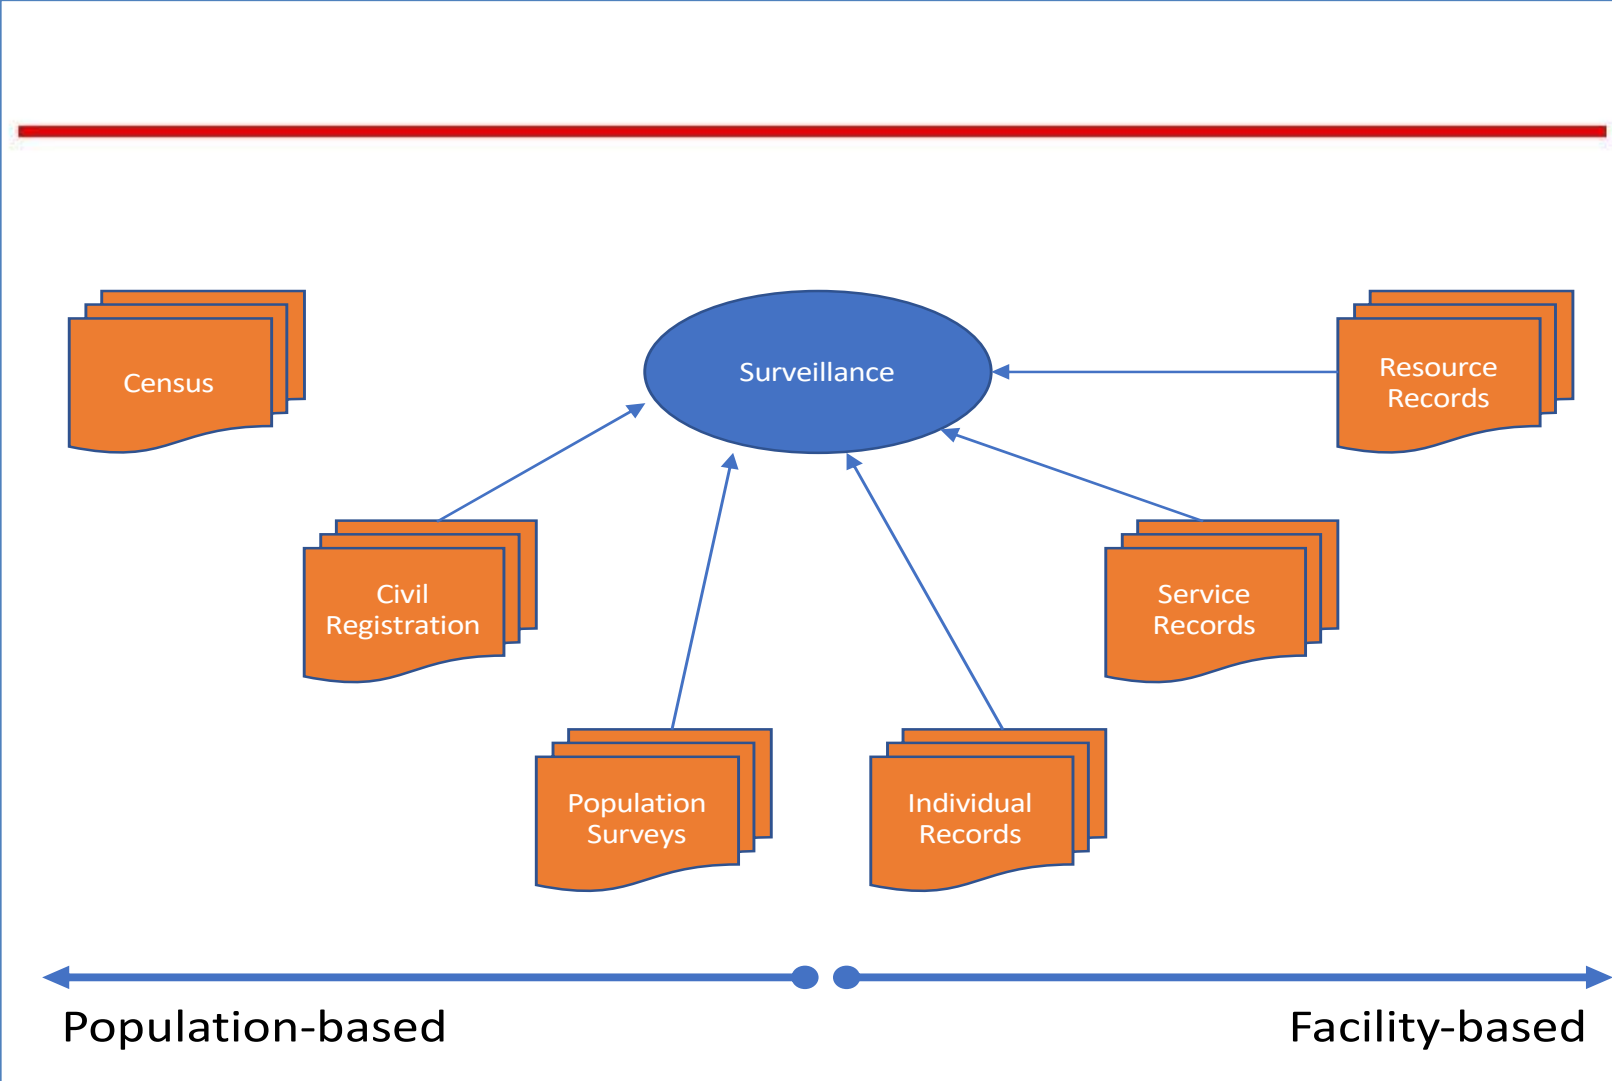 Census
Surveillance
Resource
Records
Civil
Registration
Service
Records
Population
Surveys
Individual
Records
Population-based
Facility-based